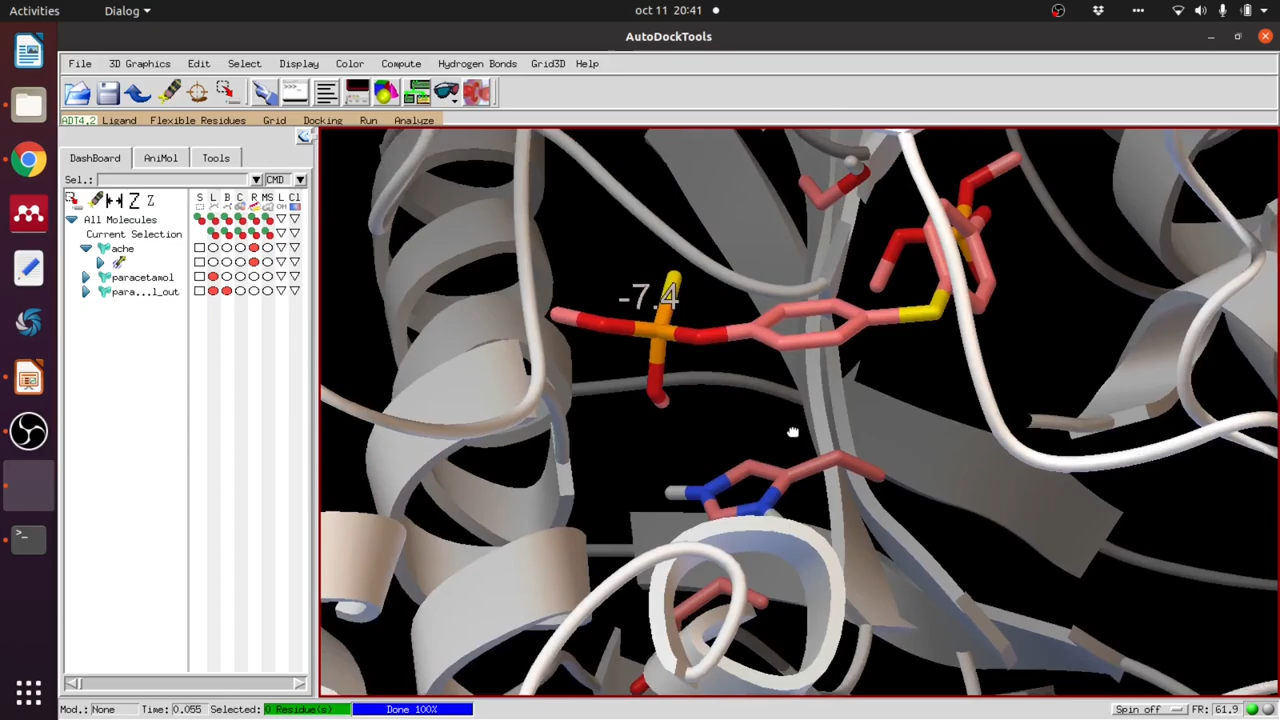 Activities Dialog oct 11 20:41
AutoDockTools
File 3D Graphics Edit Select Display Color Compute Hydrogen Bonds Grid3D Help
ADT4.2 Ligand Flexible Residues Grid Docking Run Analyze
DashBoard AniMol Tools
Sel.: CMD
S L B C R MS L Cl
All Molecules
Current Selection
ache
paracetamol
para...l_out
-7.4
Mod.: None Time: 0.055 Selected: 0 Residue(s) Done 100% Spin off FR: 61.9